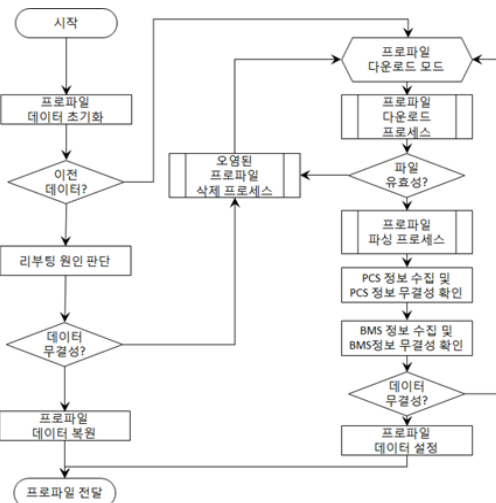 시작
프로파일
데이터 초기화
이전
데이터?
리부팅 원인 판단
데이터
무결성?
프로파일
데이터 복원
프로파일 전달
오염된
프로파일
삭제 프로세스
프로파일
다운로드 모드
프로파일
다운로드
프로세스
파일
유효성?
프로파일
파싱 프로세스
PCS 정보 수집 및
PCS 정보 무결성 확인
BMS 정보 수집 및
BMS정보 무결성 확인
데이터
무결성?
프로파일
데이터 설정